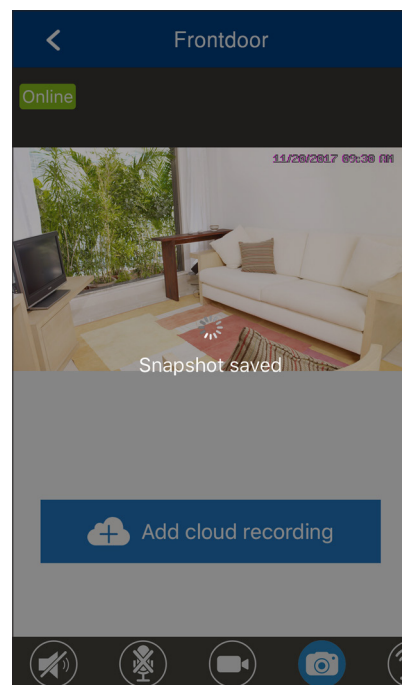 Frontdoor
Online
11/20/2017 09:30 AM
Snapshot saved
Add cloud recording